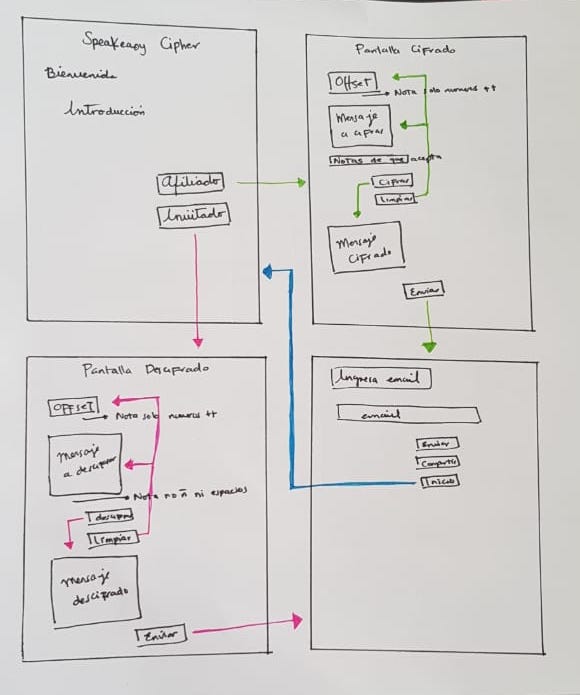 Speakeasy Cipher
Bienvenida
Introducción
Afiliado
Invitado
Pantalla Cifrado
OffseT
Nota solo numeros ++
Mensaje
a cifrar
Notas de que acepta
Cifrar
Limpiar
Mensaje
Cifrado
Enviar
Pantalla Descifrado
OFFseT
Nota solo numeros ++
Mensaje
a descifrar
Nota no ñ ni espacios
Limpiar
mensaje
descifrado
Enviar
Ingresa email
email
Enviar
Compartir
Inicio